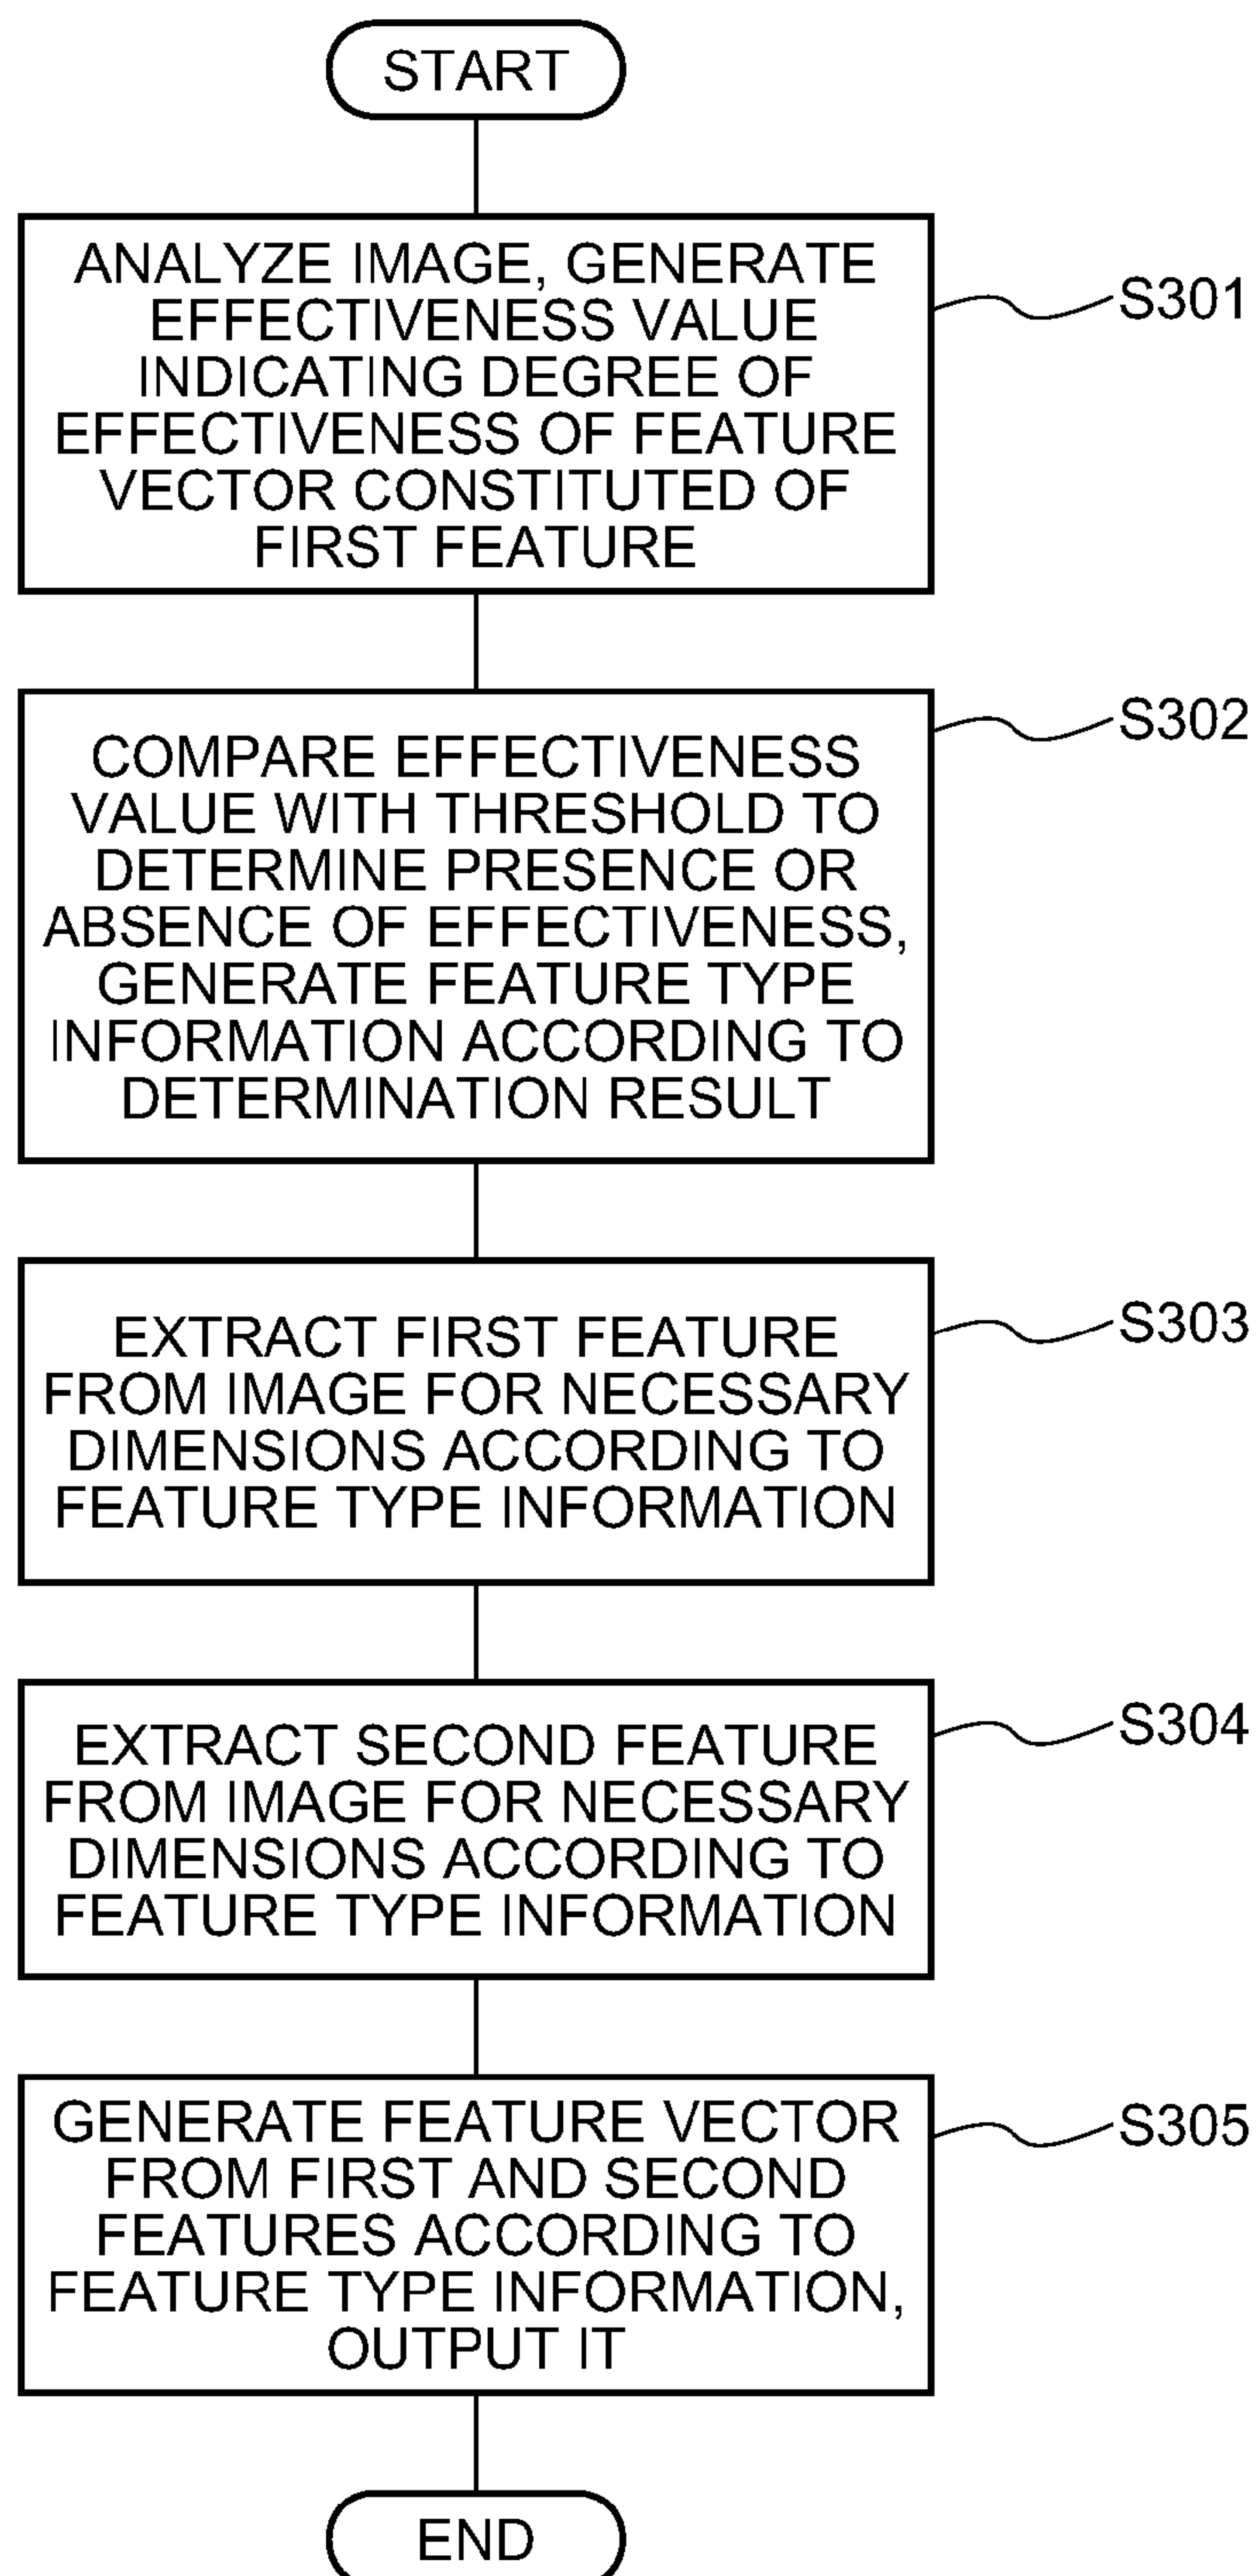 START
ANALYZE IMAGE, GENERATE
EFFECTIVENESS VALUE
INDICATING DEGREE OF
EFFECTIVENESS OF FEATURE
VECTOR CONSTITUTED OF
FIRST FEATURE
S301
COMPARE EFFECTIVENESS
VALUE WITH THRESHOLD TO
DETERMINE PRESENCE OR
ABSENCE OF EFFECTIVENESS,
GENERATE FEATURE TYPE
INFORMATION ACCORDING TO
DETERMINATION RESULT
S302
EXTRACT FIRST FEATURE
FROM IMAGE FOR NECESSARY
DIMENSIONS ACCORDING TO
FEATURE TYPE INFORMATION
S303
EXTRACT SECOND FEATURE
FROM IMAGE FOR NECESSARY
DIMENSIONS ACCORDING TO
FEATURE TYPE INFORMATION
S304
GENERATE FEATURE VECTOR
FROM FIRST AND SECOND
FEATURES ACCORDING TO
FEATURE TYPE INFORMATION,
OUTPUT IT
S305
END